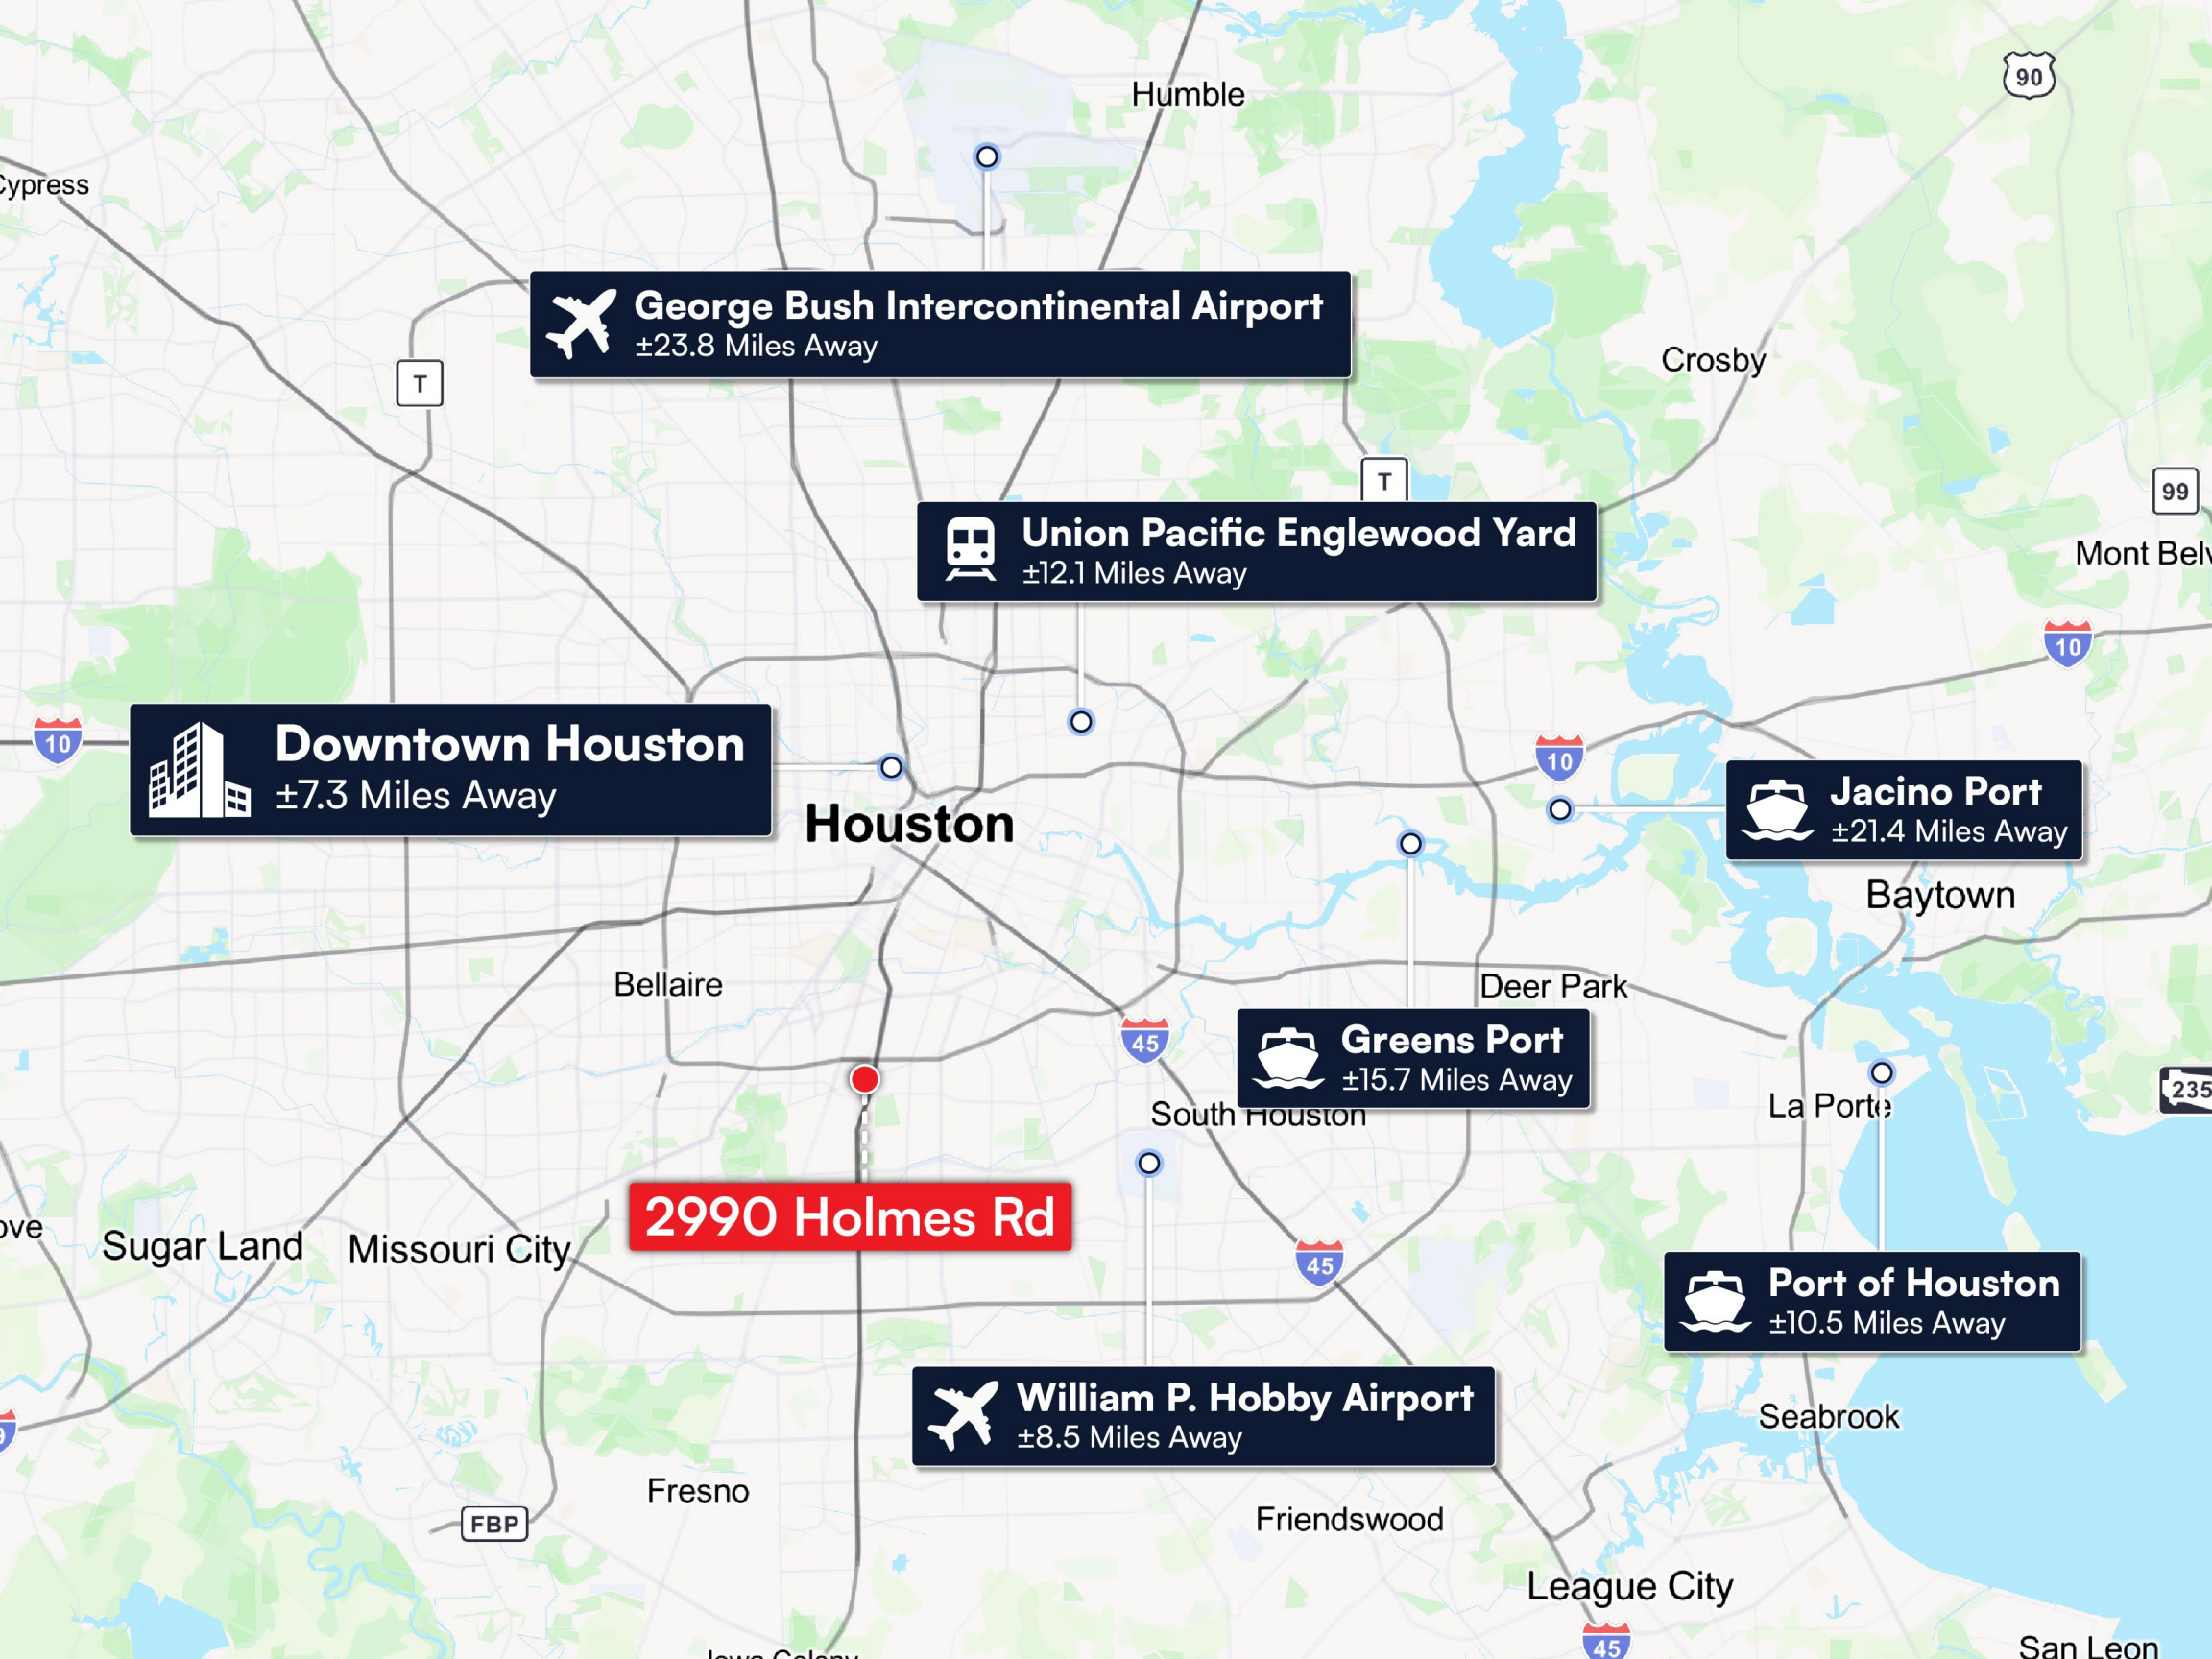 90
Humble
Cypress
George Bush Intercontinental Airport
±23.8 Miles Away
Crosby
T
T
99
Union Pacific Englewood Yard
±12.1 Miles Away
Mont Belv
10
Downtown Houston
±7.3 Miles Away
10
10
Jacino Port
±21.4 Miles Away
Houston
Baytown
Bellaire
Deer Park
45
Greens Port
±15.7 Miles Away
235
La Porte
South Houston
2990 Holmes Rd
ove
Sugar Land
Missouri City
45
Port of Houston
±10.5 Miles Away
William P. Hobby Airport
±8.5 Miles Away
Seabrook
9
Fresno
FBP
Friendswood
League City
45
San Leon